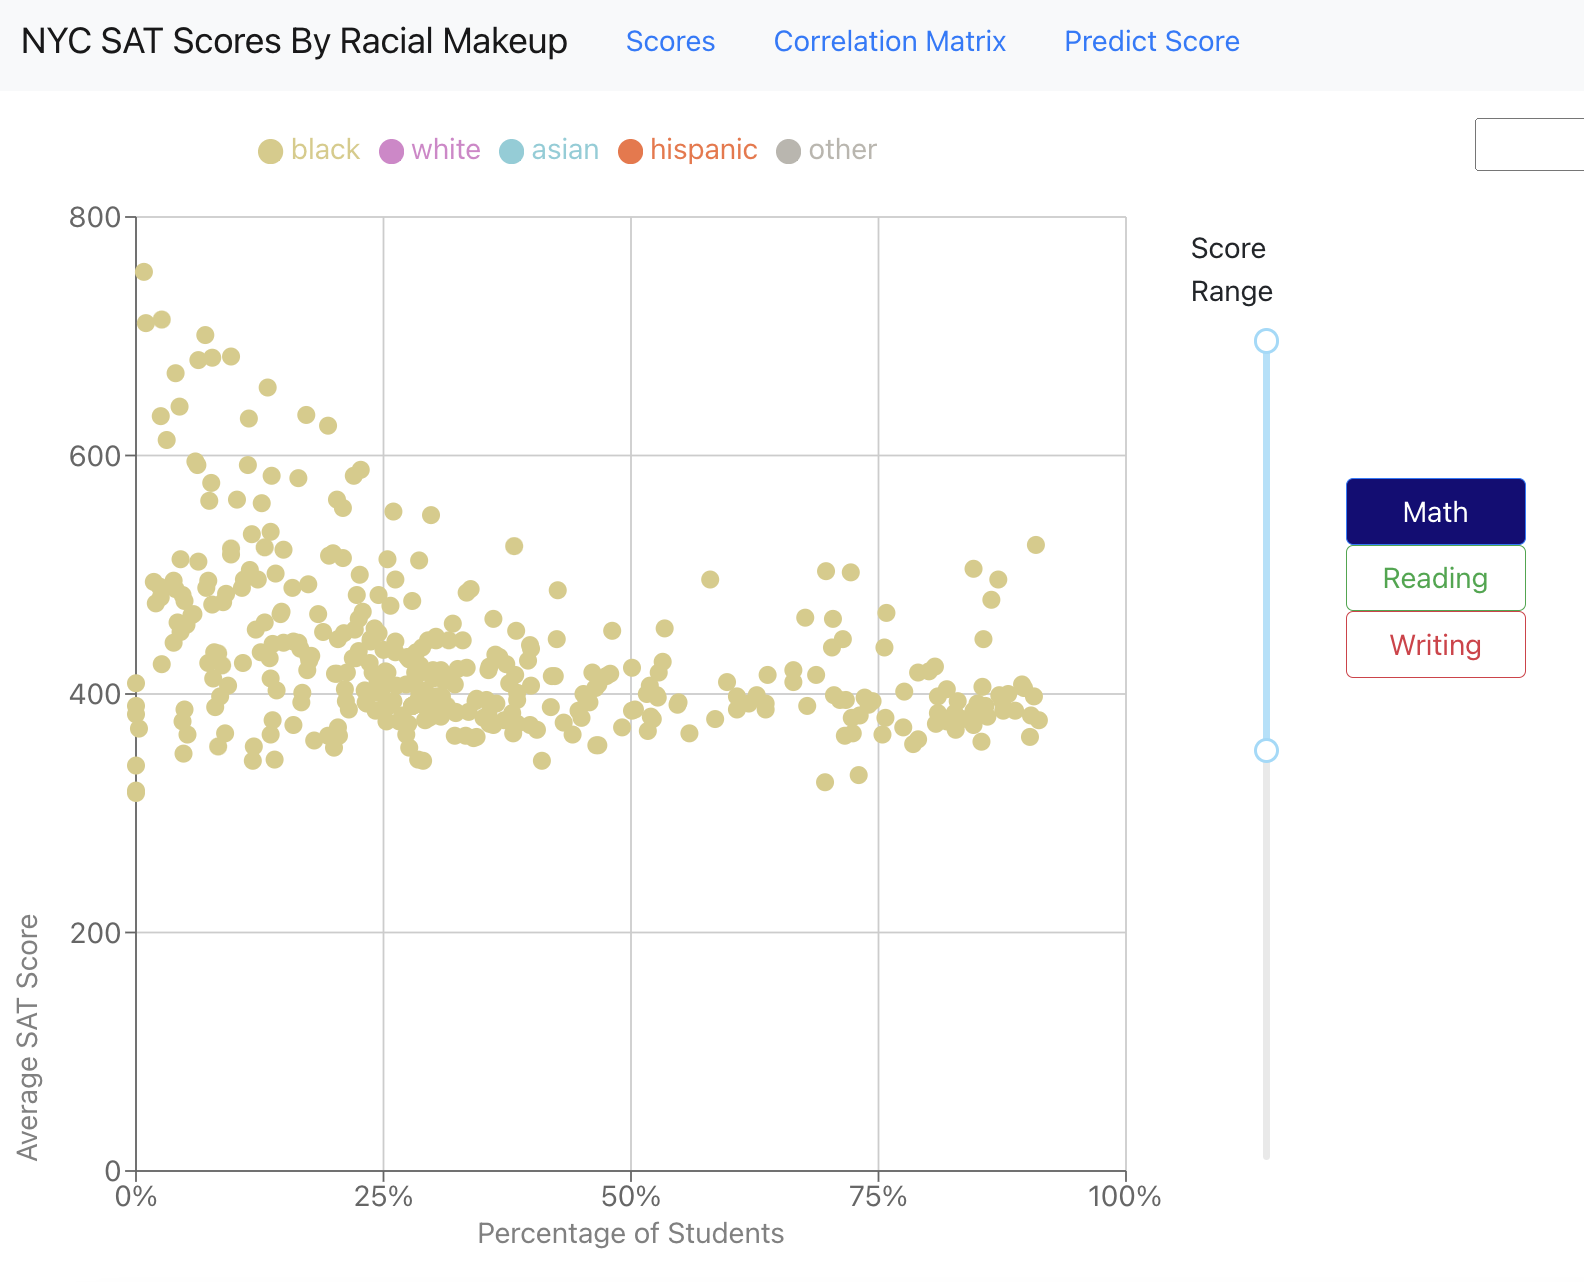 NYC SAT Scores By Racial Makeup Scores Correlation Matrix Predict Score
black white asian hispanic other
800
600
400
200
0
Average SAT Score
0% 25% 50% 75% 100%
Percentage of Students
Score
Range
Math
Reading
Writing